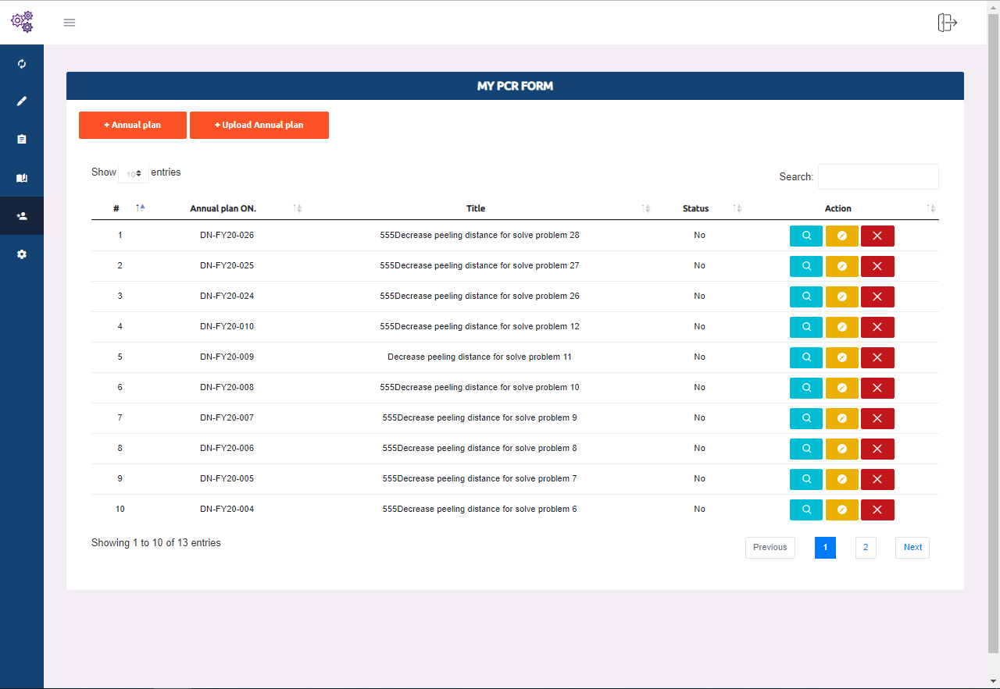 MY PCR FORM
+ Annual plan + Upload Annual plan
Show 10 entries Search:
# Annual plan ON. Title Status Action
1 DN-FY20-026 555Decrease peeling distance for solve problem 28 No
2 DN-FY20-025 555Decrease peeling distance for solve problem 27 No
3 DN-FY20-024 555Decrease peeling distance for solve problem 26 No
4 DN-FY20-010 555Decrease peeling distance for solve problem 12 No
5 DN-FY20-009 Decrease peeling distance for solve problem 11 No
6 DN-FY20-008 555Decrease peeling distance for solve problem 10 No
7 DN-FY20-007 555Decrease peeling distance for solve problem 9 No
8 DN-FY20-006 555Decrease peeling distance for solve problem 8 No
9 DN-FY20-005 555Decrease peeling distance for solve problem 7 No
10 DN-FY20-004 555Decrease peeling distance for solve problem 6 No
Showing 1 to 10 of 13 entries Previous 1 2 Next